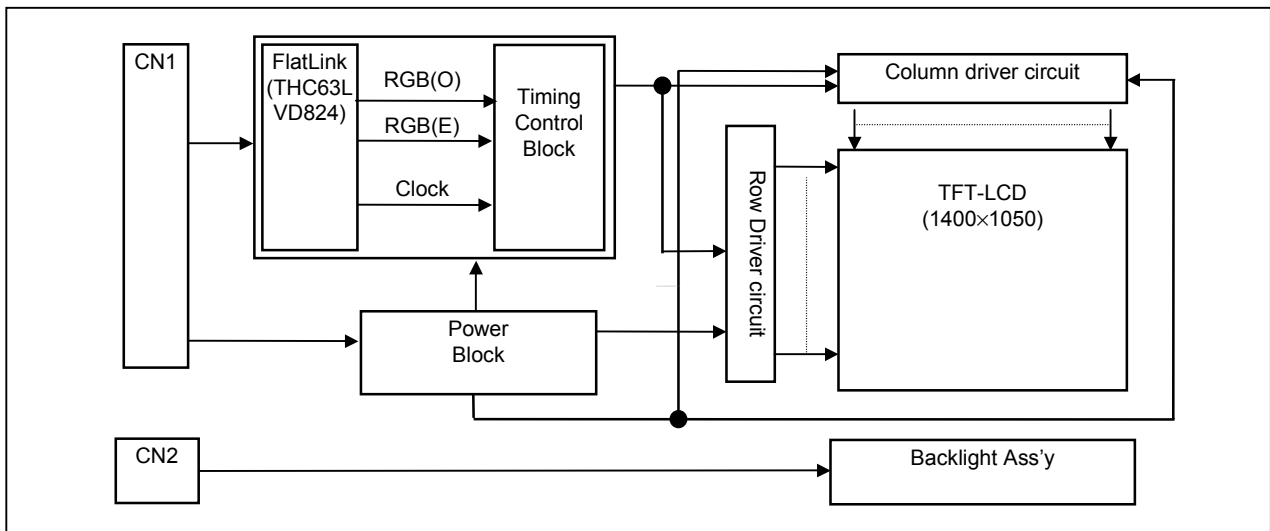 CN1
FlatLink
(THC63L
VD824)
RGB(O)
RGB(E)
Clock
Timing
Control
Block
Column driver circuit
Row Driver circuit
TFT-LCD
(1400×1050)
Power
Block
CN2
Backlight Ass’y